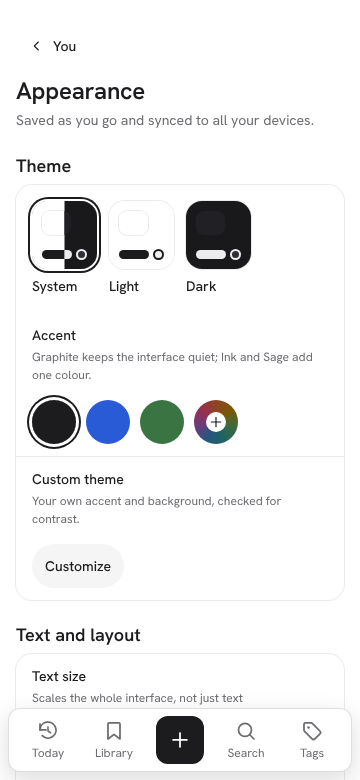 You
Appearance
Saved as you go and synced to all your devices.
Theme
System
Light
Dark
Accent
Graphite keeps the interface quiet; Ink and Sage add
one colour.
Custom theme
Your own accent and background, checked for
contrast.
Customize
Text and layout
Text size
Scales the whole interface, not just text
Today
Library
Search
Tags